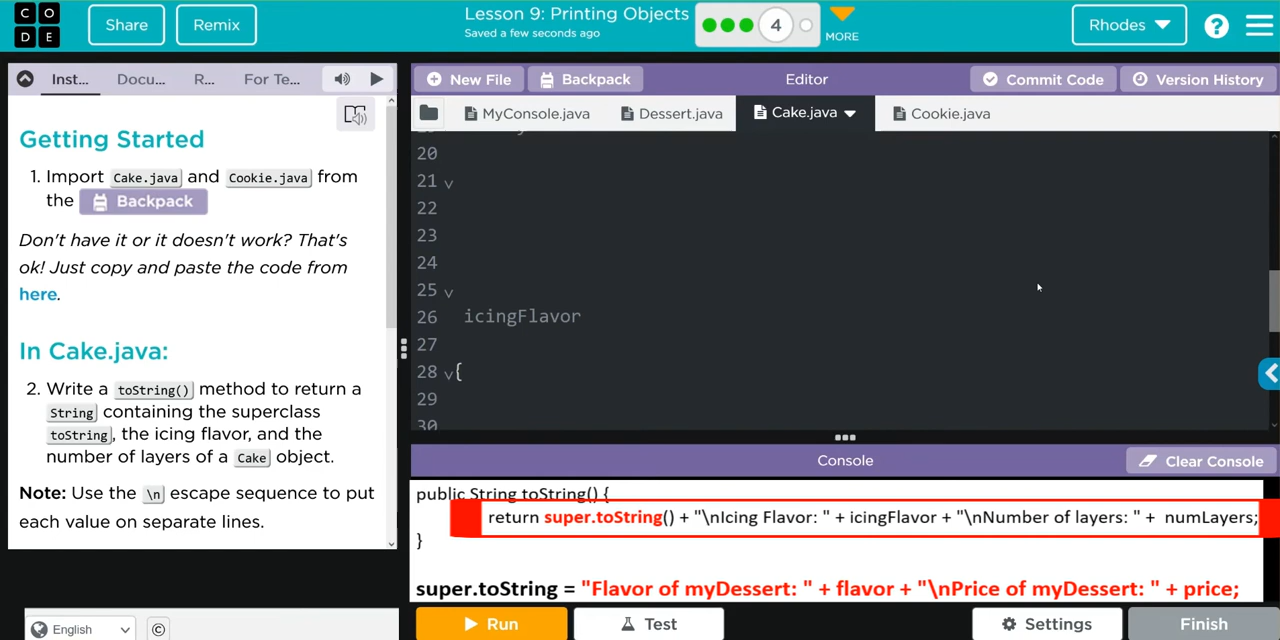 C O D E
Share
Remix
Lesson 9: Printing Objects
Saved a few seconds ago
4
MORE
Rhodes
?
Inst...
Docu...
R...
For Te...
New File
Backpack
Editor
Commit Code
Version History
MyConsole.java
Dessert.java
Cake.java
Cookie.java
Getting Started
1. Import Cake.java and Cookie.java from
the Backpack
Don't have it or it doesn't work? That's
ok! Just copy and paste the code from
here.
In Cake.java:
2. Write a toString() method to return a
String containing the superclass
toString, the icing flavor, and the
number of layers of a Cake object.
Note: Use the \n escape sequence to put
each value on separate lines.
20
21
22
23
24
25
26 icingFlavor
27
28 {
29
30
Console
Clear Console
public String toString() {
return super.toString() + "\nIcing Flavor: " + icingFlavor + "\nNumber of layers: " + numLayers;
}
super.toString = "Flavor of myDessert: " + flavor + "\nPrice of myDessert: " + price;
English
©
Run
Test
Settings
Finish